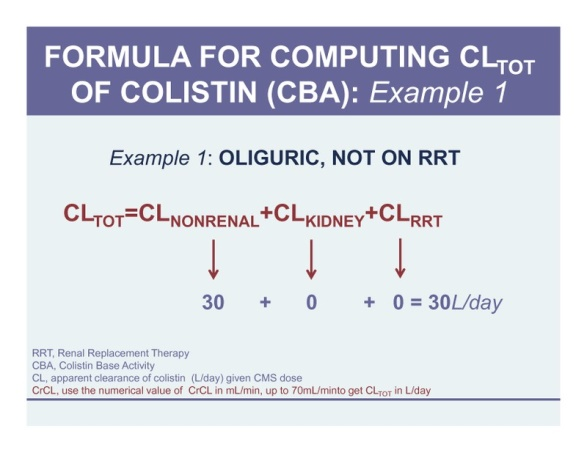 FORMULA FOR COMPUTING CLTOT
OF COLISTIN (CBA): Example 1
Example 1: OLIGURIC, NOT ON RRT
CLTOT=CLNONRENAL+CLKIDNEY+CLRRT
30 + 0 + 0 = 30L/day
RRT, Renal Replacement Therapy
CBA, Colistin Base Activity
CL, apparent clearance of colistin (L/day) given CMS dose
CrCL, use the numerical value of CrCL in mL/min, up to 70mL/minto get CLTOT in L/day